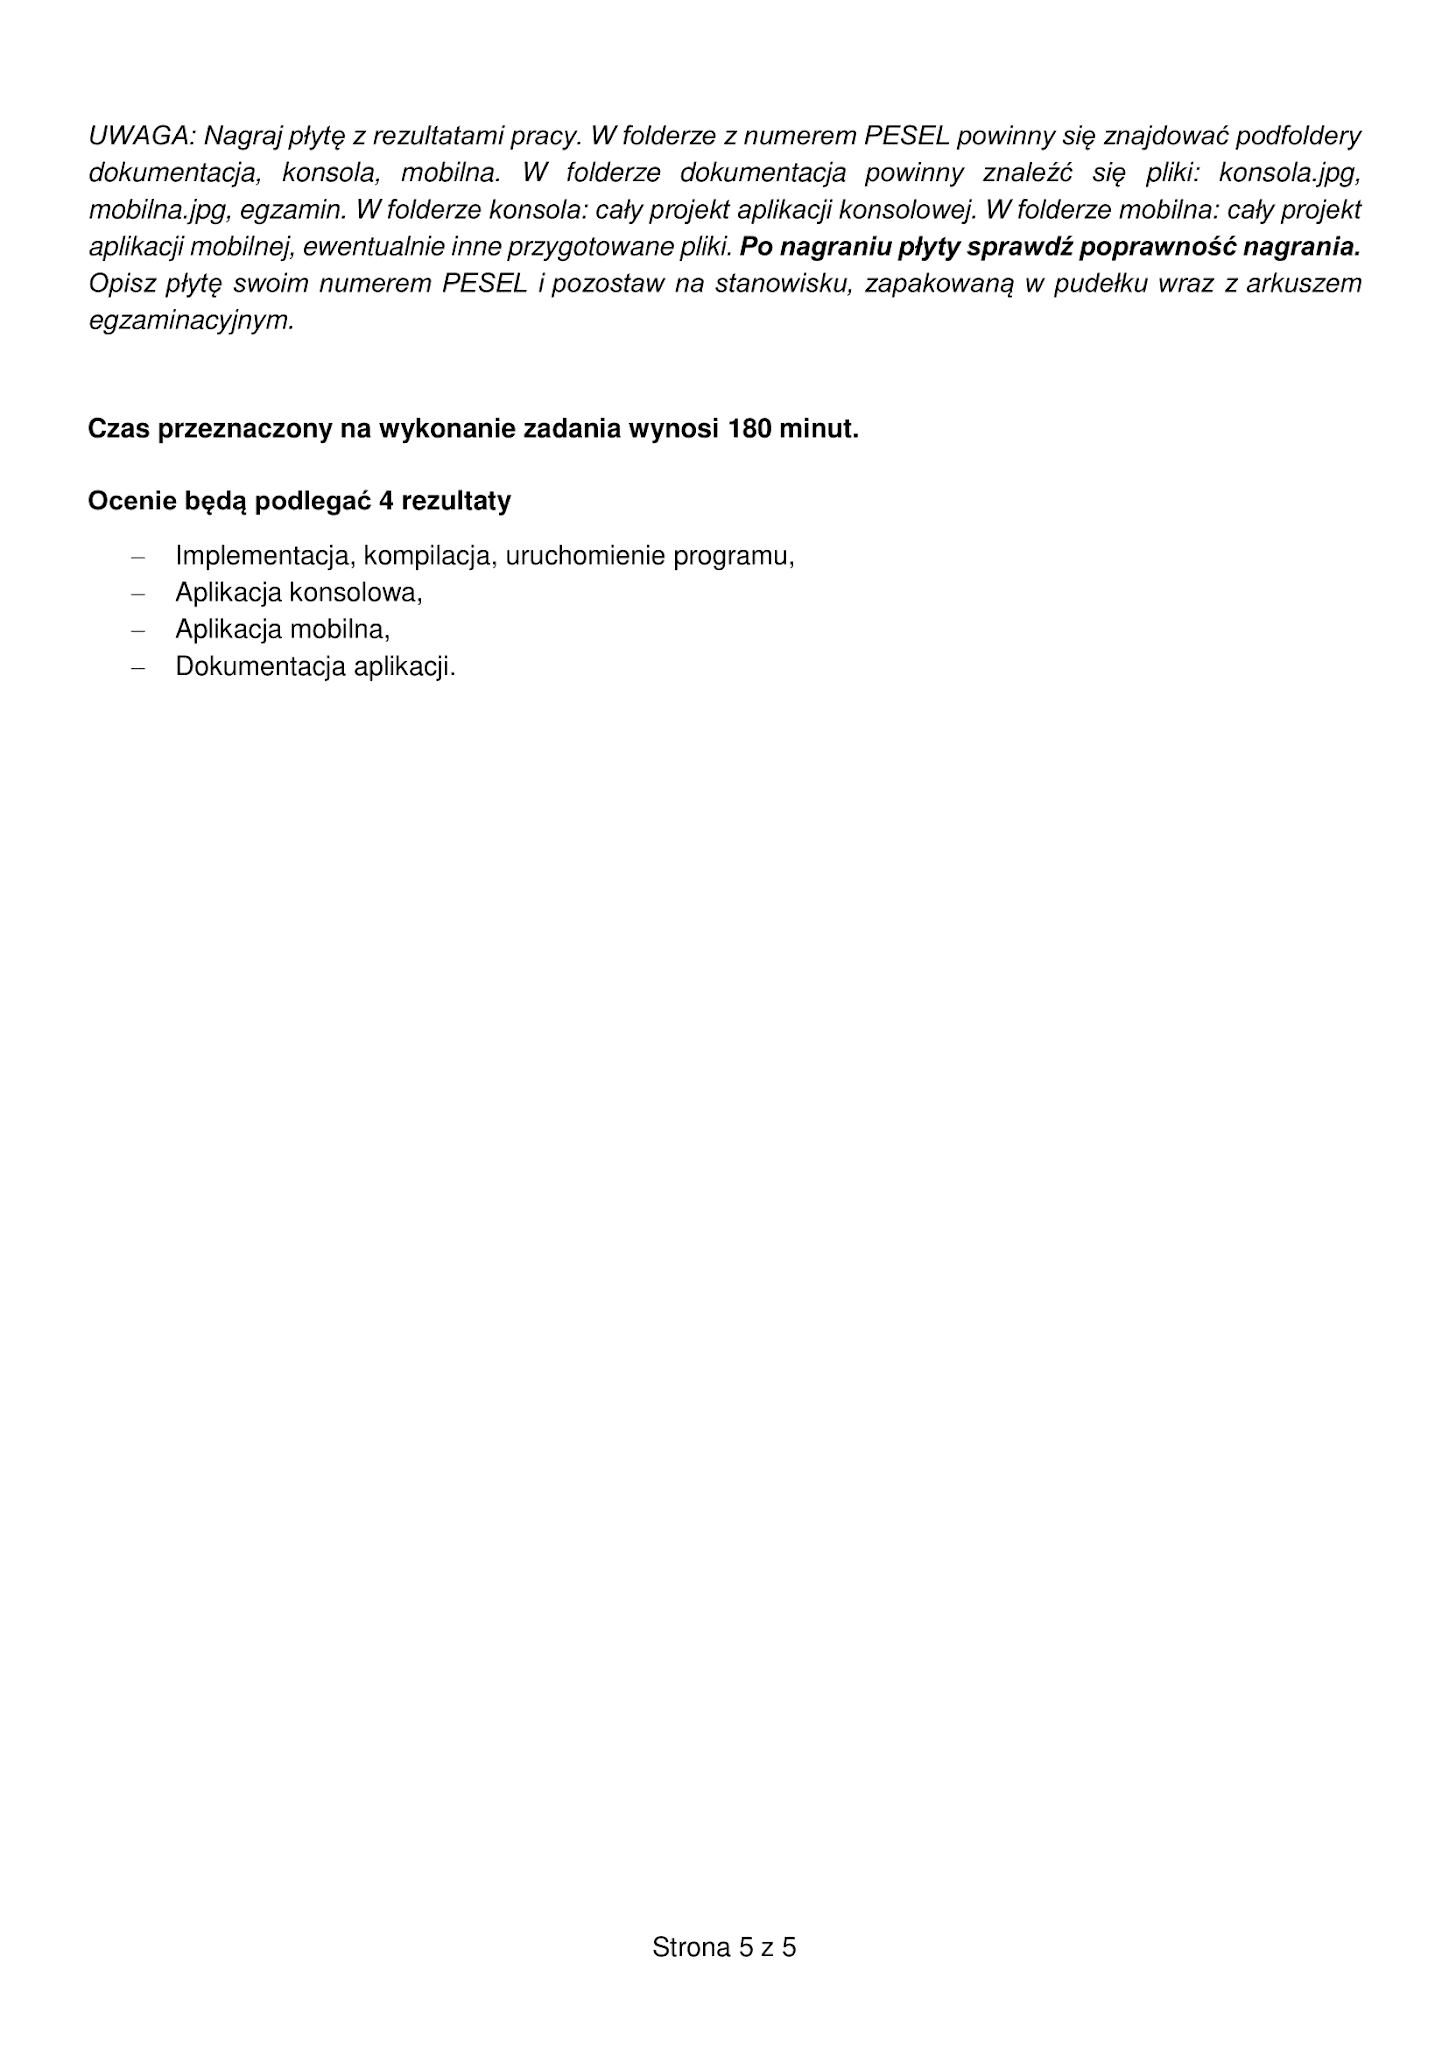 UWAGA: Nagraj płytę z rezultatami pracy. W folderze z numerem PESEL powinny się znajdować podfoldery
dokumentacja, konsola, mobilna. W folderze dokumentacja powinny znaleźć się pliki: konsola.jpg,
mobilna.jpg, egzamin. W folderze konsola: cały projekt aplikacji konsolowej. W folderze mobilna: cały projekt
aplikacji mobilnej, ewentualnie inne przygotowane pliki. Po nagraniu płyty sprawdź poprawność nagrania.
Opisz płytę swoim numerem PESEL i pozostaw na stanowisku, zapakowaną w pudełku wraz z arkuszem
egzaminacyjnym.
Czas przeznaczony na wykonanie zadania wynosi 180 minut.
Ocenie będą podlegać 4 rezultaty
– Implementacja, kompilacja, uruchomienie programu,
– Aplikacja konsolowa,
– Aplikacja mobilna,
– Dokumentacja aplikacji.
Strona 5 z 5